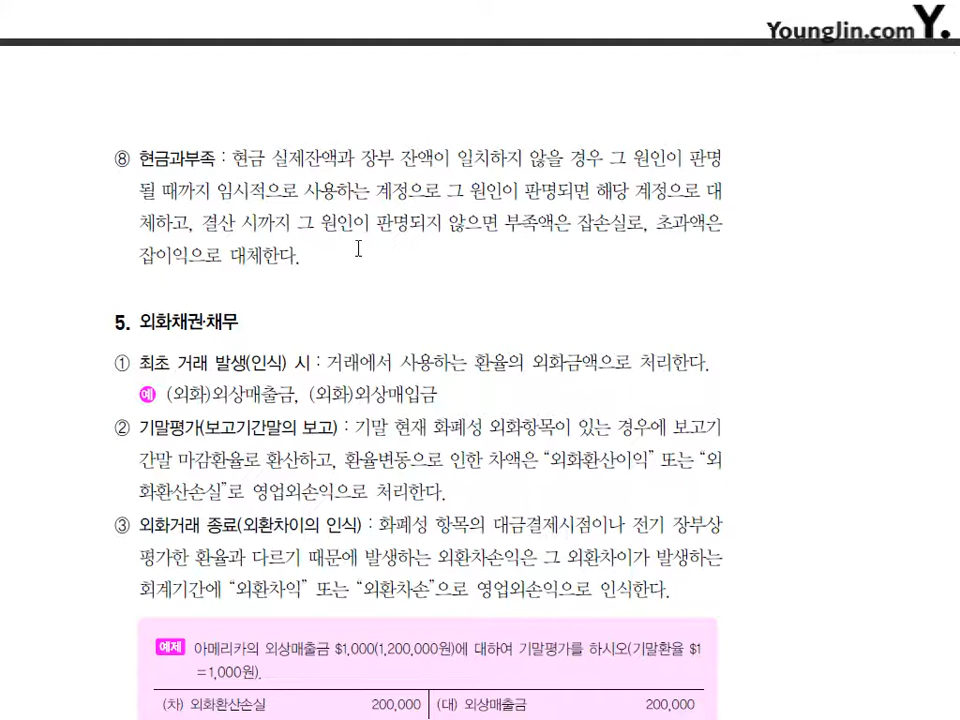 YoungJin.com Y.
⑧ 현금과부족 : 현금 실제잔액과 장부 잔액이 일치하지 않을 경우 그 원인이 판명
될 때까지 임시적으로 사용하는 계정으로 그 원인이 판명되면 해당 계정으로 대
체하고, 결산 시까지 그 원인이 판명되지 않으면 부족액은 잡손실로, 초과액은
잡이익으로 대체한다.
5. 외화채권·채무
① 최초 거래 발생(인식) 시 : 거래에서 사용하는 환율의 외화금액으로 처리한다.
예 (외화)외상매출금, (외화)외상매입금
② 기말평가(보고기간말의 보고) : 기말 현재 화폐성 외화항목이 있는 경우에 보고기
간말 마감환율로 환산하고, 환율변동으로 인한 차액은 “외화환산이익” 또는 “외
화환산손실”로 영업외손익으로 처리한다.
③ 외화거래 종료(외환차이의 인식) : 화폐성 항목의 대금결제시점이나 전기 장부상
평가한 환율과 다르기 때문에 발생하는 외환차손익은 그 외환차이가 발생하는
회계기간에 “외환차익” 또는 “외환차손”으로 영업외손익으로 인식한다.
예제 아메리카의 외상매출금 $1,000(1,200,000원)에 대하여 기말평가를 하시오(기말환율 $1
=1,000원).
(차) 외화환산손실 200,000 (대) 외상매출금 200,000